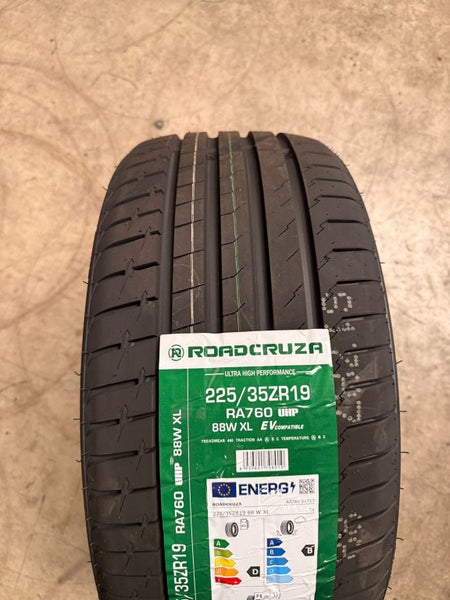 ROADCRUZA
ULTRA HIGH PERFORMANCE
225/35ZR19
RA760 UHP
88W XL EV COMPATIBLE
TREADWEAR 480 TRACTION AA A B C TEMPERATURE A B C
ENERG
ROADCRUZA
225/35ZR19 88 W XL
A
B
C
D
E
D
A
B
C
D
E
B
/35ZR19 RA760 UHP 88W XL